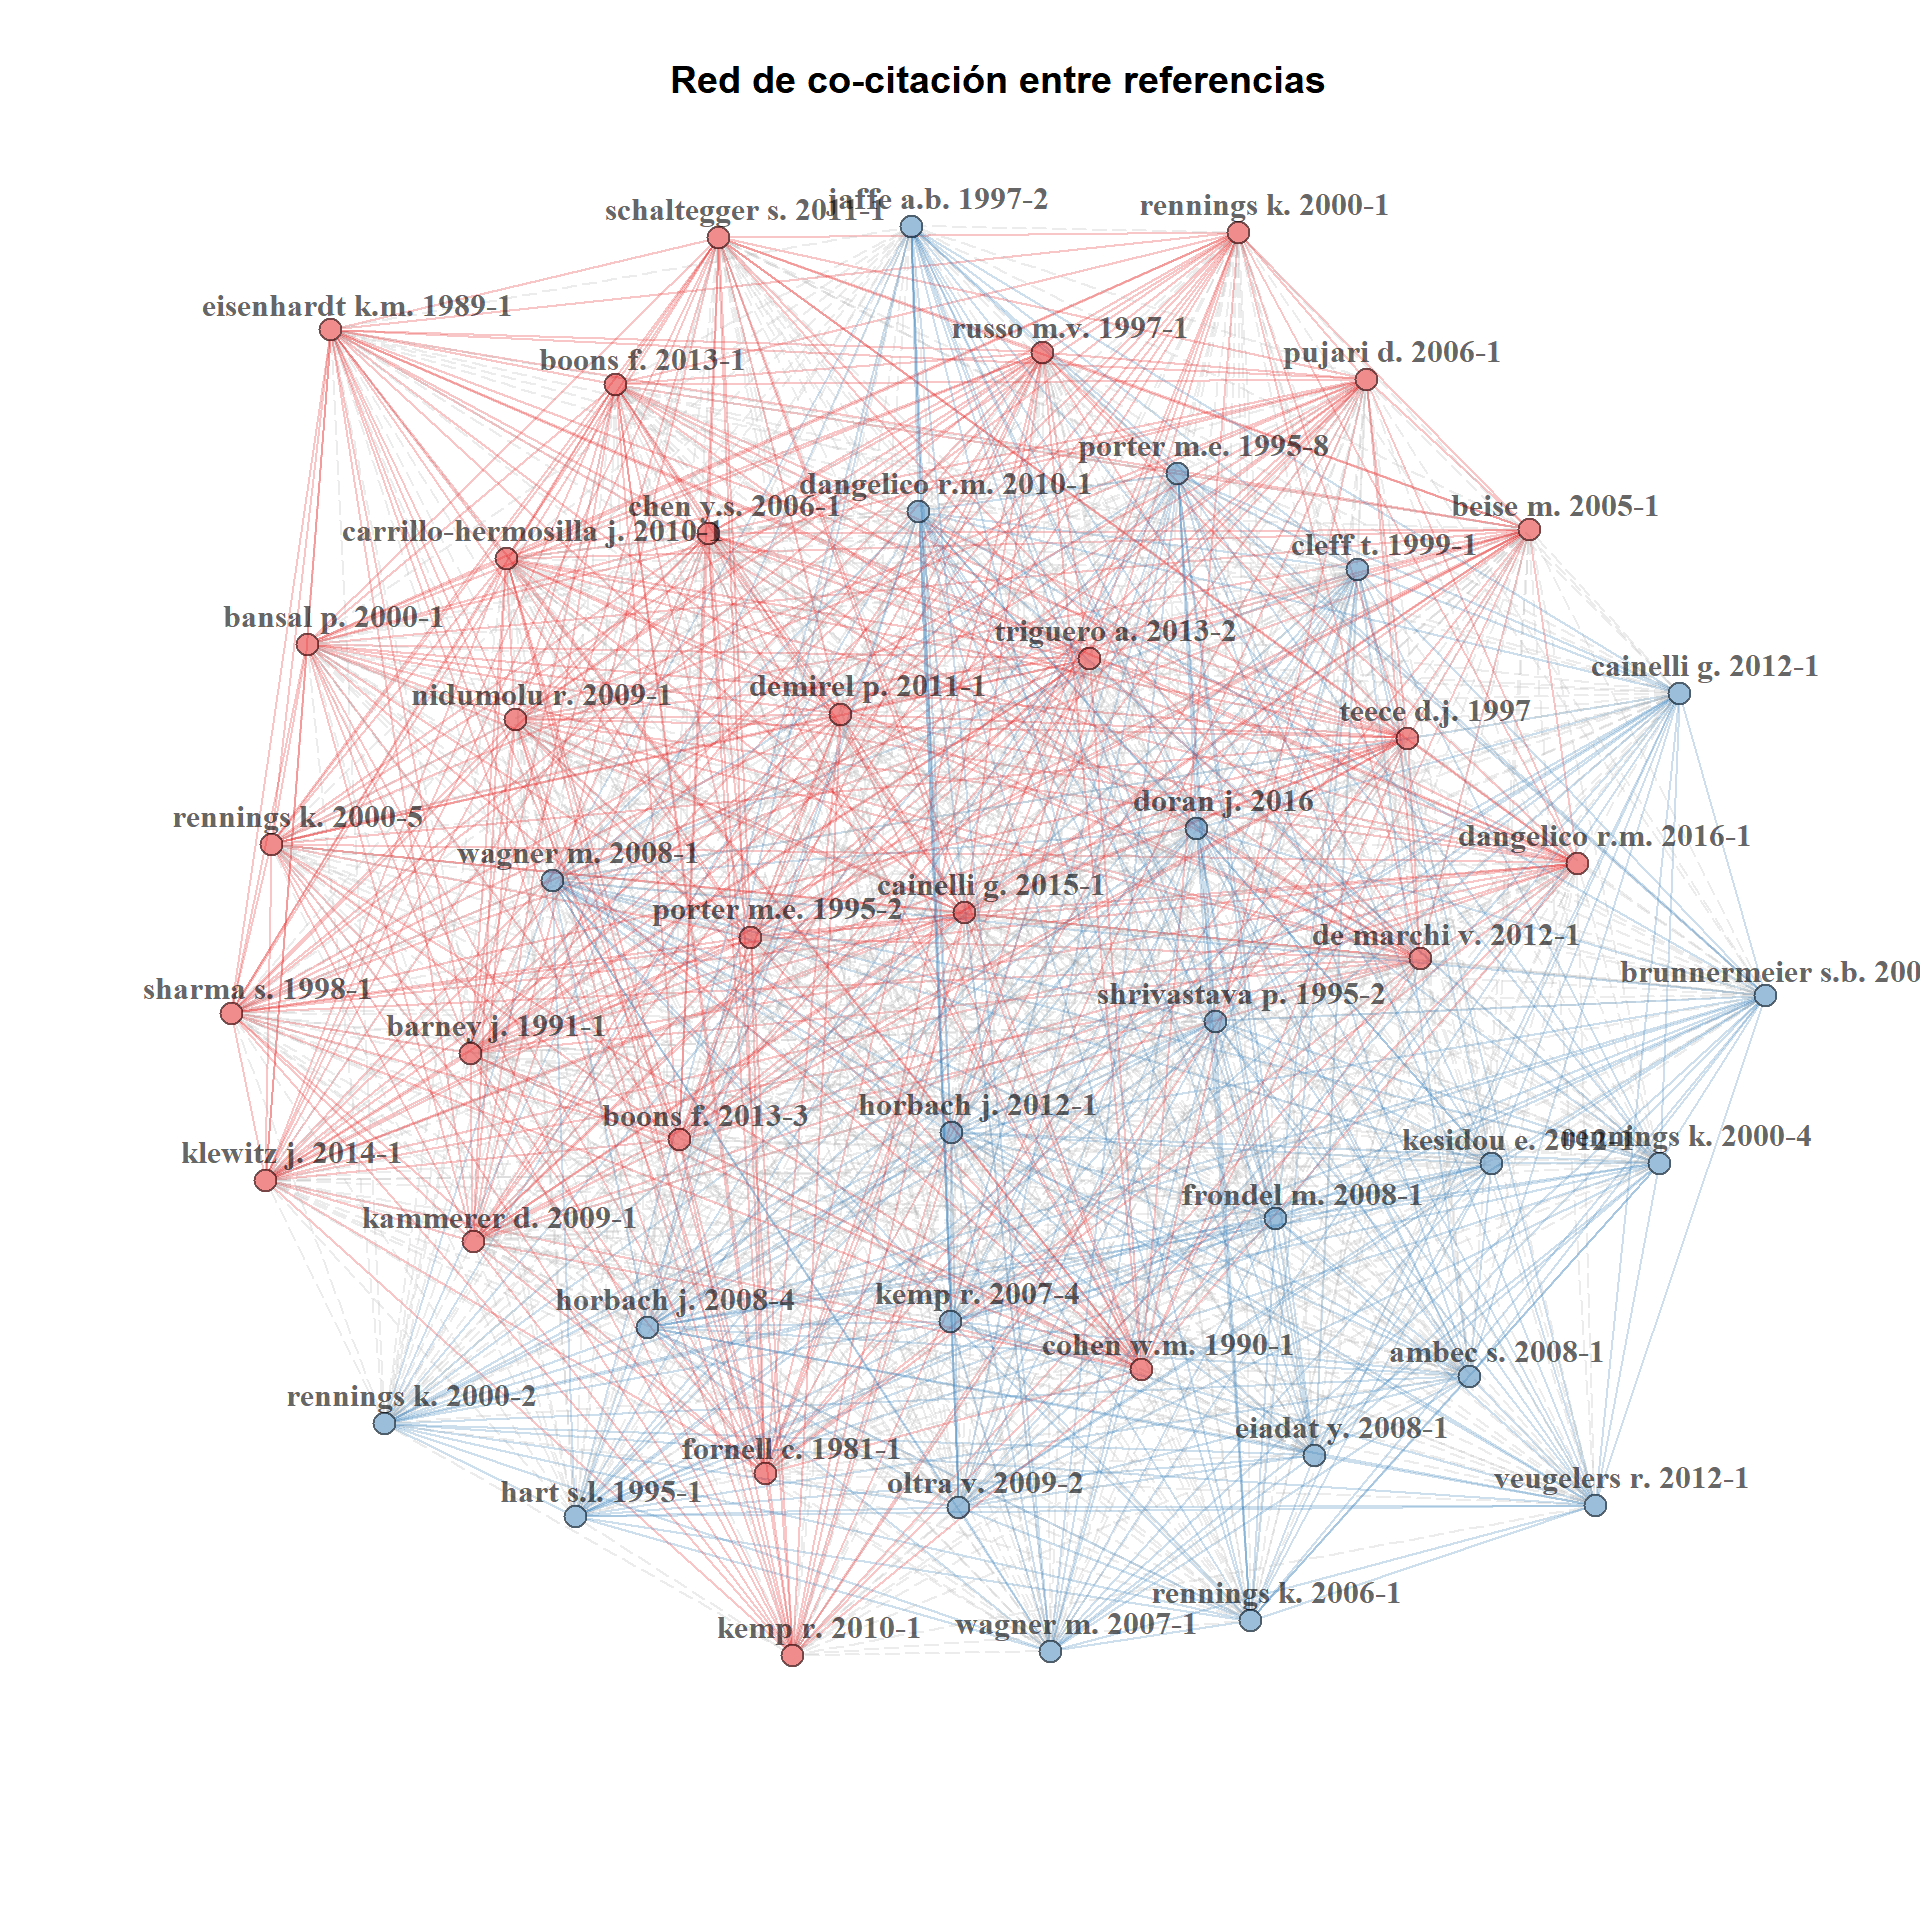 Red de co-citación entre referencias
jaffe a.b. 1997-2
rennings k. 2000-1
schaltegger s. 2011-1
eisenhardt k.m. 1989-1
russo m.v. 1997-1
pujari d. 2006-1
boons f. 2013-1
porter m.e. 1995-8
dangelico r.m. 2010-1
chen y.s. 2006-1
beise m. 2005-1
carrillo-hermosilla j. 2010-1
cleff t. 1999-1
bansal p. 2000-1
triguero a. 2013-2
cainelli g. 2012-1
demirel p. 2011-1
nidumolu r. 2009-1
teece d.j. 1997
doran j. 2016
rennings k. 2000-5
dangelico r.m. 2016-1
wagner m. 2008-1
cainelli g. 2015-1
porter m.e. 1995-2
de marchi v. 2012-1
brunnermeier s.b. 200
sharma s. 1998-1
shrivastava p. 1995-2
barney j. 1991-1
horbach j. 2012-1
boons f. 2013-3
kesidou e. 2012-1
rennings k. 2000-4
klewitz j. 2014-1
frondel m. 2008-1
kammerer d. 2009-1
kemp r. 2007-4
horbach j. 2008-4
cohen w.m. 1990-1
ambec s. 2008-1
rennings k. 2000-2
eiadat y. 2008-1
fornell c. 1981-1
veugelers r. 2012-1
oltra v. 2009-2
hart s.l. 1995-1
rennings k. 2006-1
wagner m. 2007-1
kemp r. 2010-1